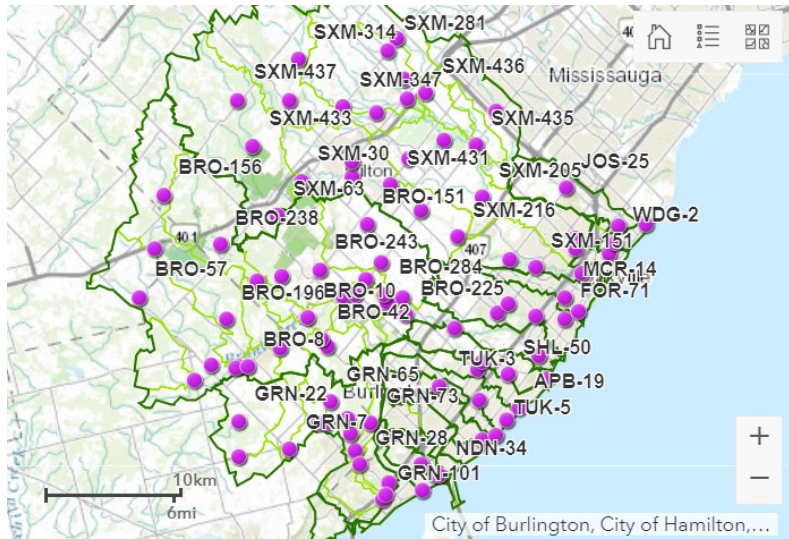 SXM-281
SXM-314
40
SXM-437
SXM-347
SXM-436
Mississauga
SXM-433
SXM-435
SXM-30
SXM-431
BRO-156
SXM-205
JOS-25
SXM-63
BRO-151
SXM-216
WDG-2
BRO-238
401
BRO-243
407
SXM-151
BRO-57
BRO-284
MCR-14
BRO-196
BRO-10
BRO-225
FOR-71
BRO-42
BRO-8
SHL-50
TUK-3
GRN-65
APB-19
GRN-22
GRN-73
TUK-5
GRN-7
GRN-28
NDN-34
GRN-101
10km
6mi
+
−
City of Burlington, City of Hamilton,...